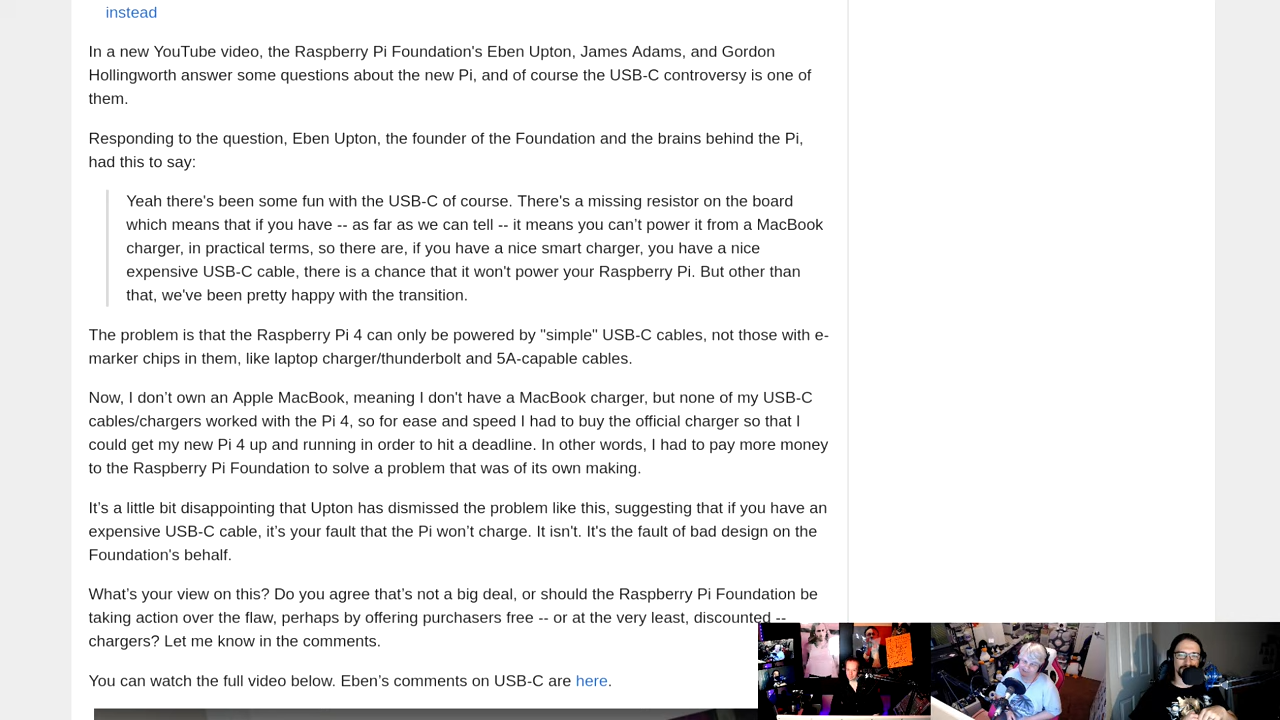 instead
In a new YouTube video, the Raspberry Pi Foundation's Eben Upton, James Adams, and Gordon
Hollingworth answer some questions about the new Pi, and of course the USB-C controversy is one of
them.
Responding to the question, Eben Upton, the founder of the Foundation and the brains behind the Pi,
had this to say:
Yeah there's been some fun with the USB-C of course. There's a missing resistor on the board
which means that if you have -- as far as we can tell -- it means you can’t power it from a MacBook
charger, in practical terms, so there are, if you have a nice smart charger, you have a nice
expensive USB-C cable, there is a chance that it won't power your Raspberry Pi. But other than
that, we've been pretty happy with the transition.
The problem is that the Raspberry Pi 4 can only be powered by "simple" USB-C cables, not those with e-
marker chips in them, like laptop charger/thunderbolt and 5A-capable cables.
Now, I don’t own an Apple MacBook, meaning I don't have a MacBook charger, but none of my USB-C
cables/chargers worked with the Pi 4, so for ease and speed I had to buy the official charger so that I
could get my new Pi 4 up and running in order to hit a deadline. In other words, I had to pay more money
to the Raspberry Pi Foundation to solve a problem that was of its own making.
It’s a little bit disappointing that Upton has dismissed the problem like this, suggesting that if you have an
expensive USB-C cable, it’s your fault that the Pi won’t charge. It isn't. It's the fault of bad design on the
Foundation's behalf.
What’s your view on this? Do you agree that’s not a big deal, or should the Raspberry Pi Foundation be
taking action over the flaw, perhaps by offering purchasers free -- or at the very least, discounted --
chargers? Let me know in the comments.
You can watch the full video below. Eben’s comments on USB-C are here.